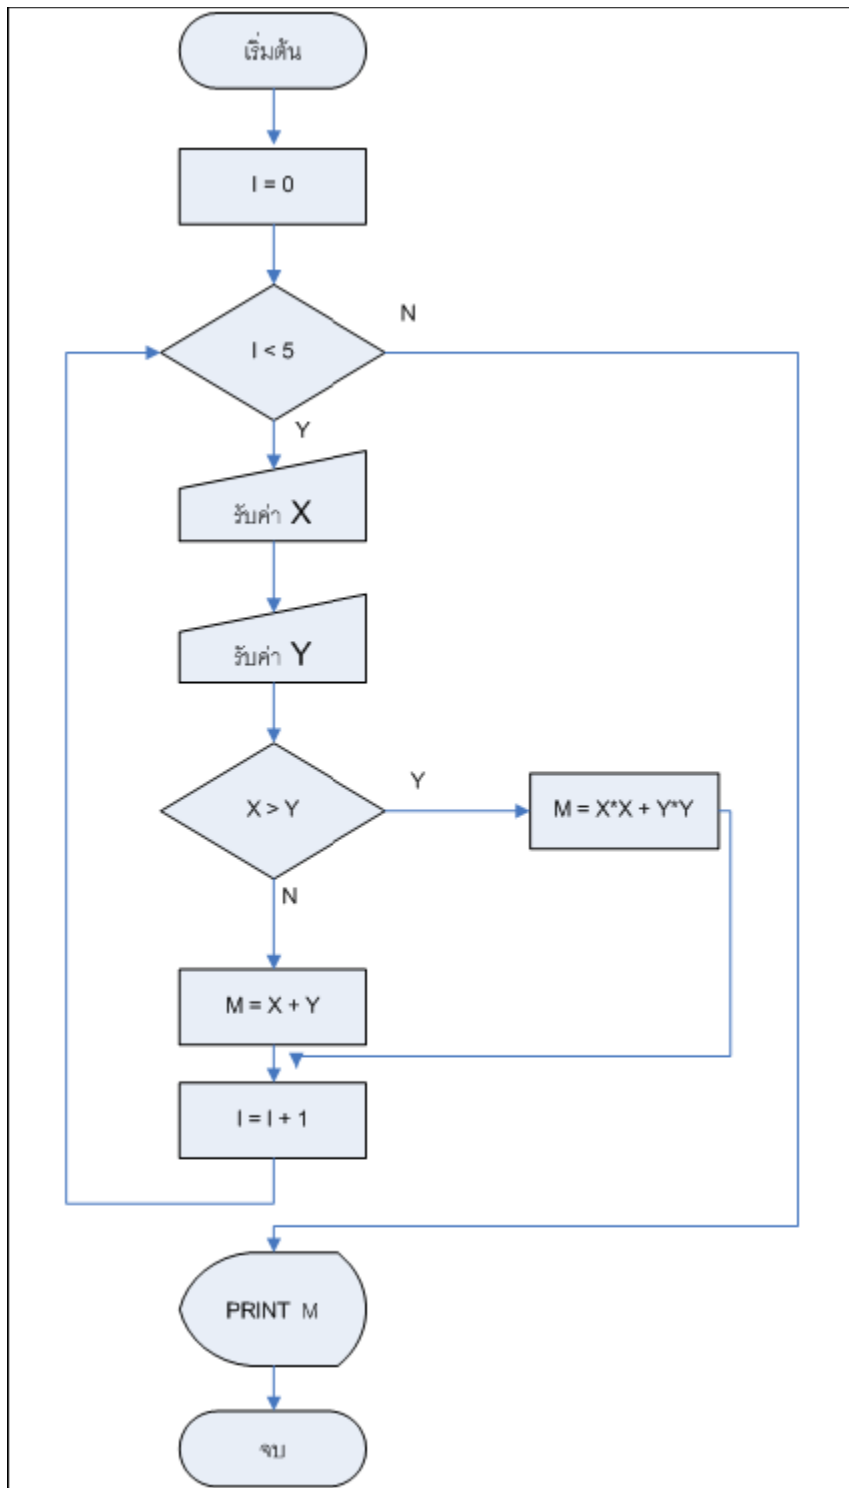 เริ่มต้น
I = 0
N
I < 5
Y
รับค่า X
รับค่า Y
Y
X > Y
M = X*X + Y*Y
N
M = X + Y
I = I + 1
PRINT M
จบ